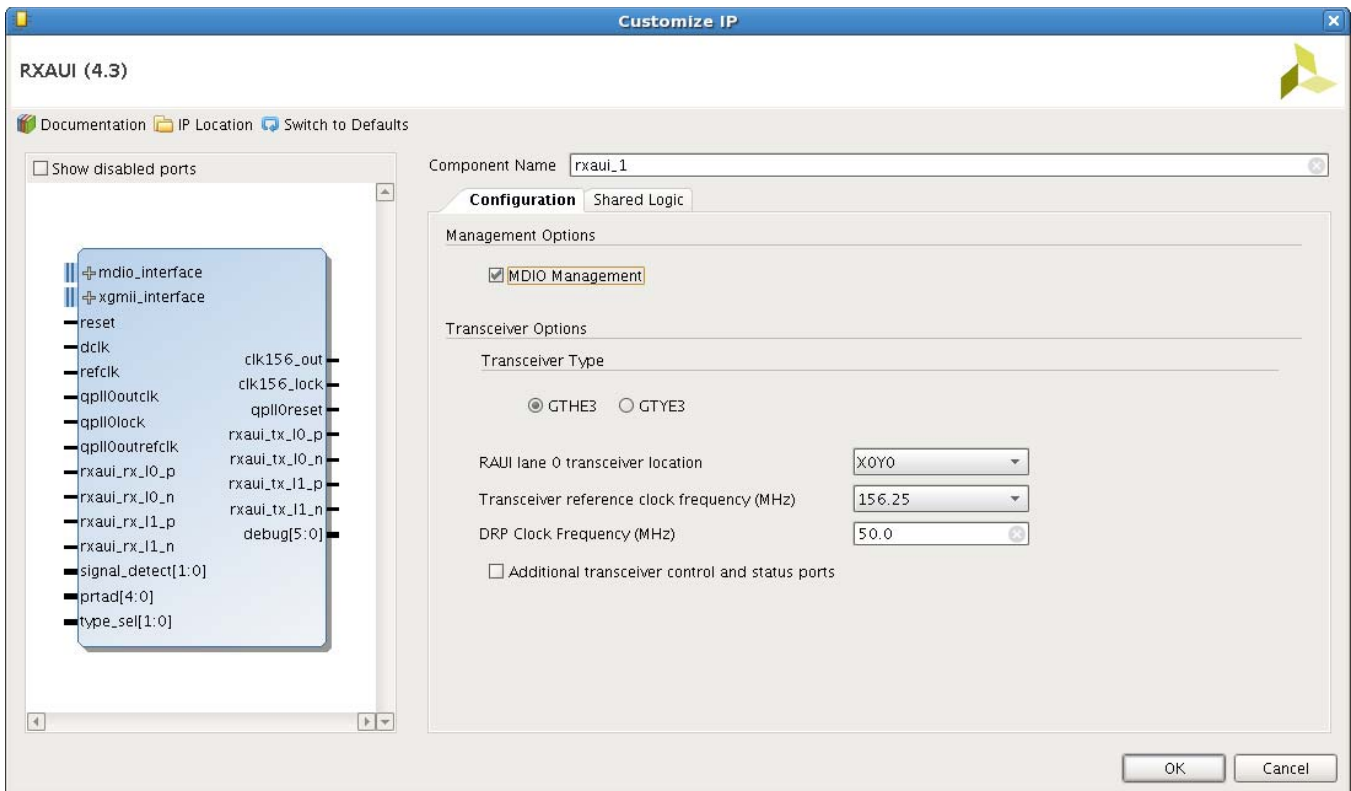 Customize IP
RXAUI (4.3)
Documentation IP Location Switch to Defaults
Show disabled ports
mdio_interface
xgmii_interface
reset
dclk
refclk
qpll0outclk
qpll0lock
qpll0outrefclk
rxaui_rx_l0_p
rxaui_rx_l0_n
rxaui_rx_l1_p
rxaui_rx_l1_n
signal_detect[1:0]
prtad[4:0]
type_sel[1:0]
clk156_out
clk156_lock
qpll0reset
rxaui_tx_l0_p
rxaui_tx_l0_n
rxaui_tx_l1_p
rxaui_tx_l1_n
debug[5:0]
Component Name rxaui_1
Configuration Shared Logic
Management Options
MDIO Management
Transceiver Options
Transceiver Type
GTHE3 GTYE3
RAUI lane 0 transceiver location X0Y0
Transceiver reference clock frequency (MHz) 156.25
DRP Clock Frequency (MHz) 50.0
Additional transceiver control and status ports
OK Cancel